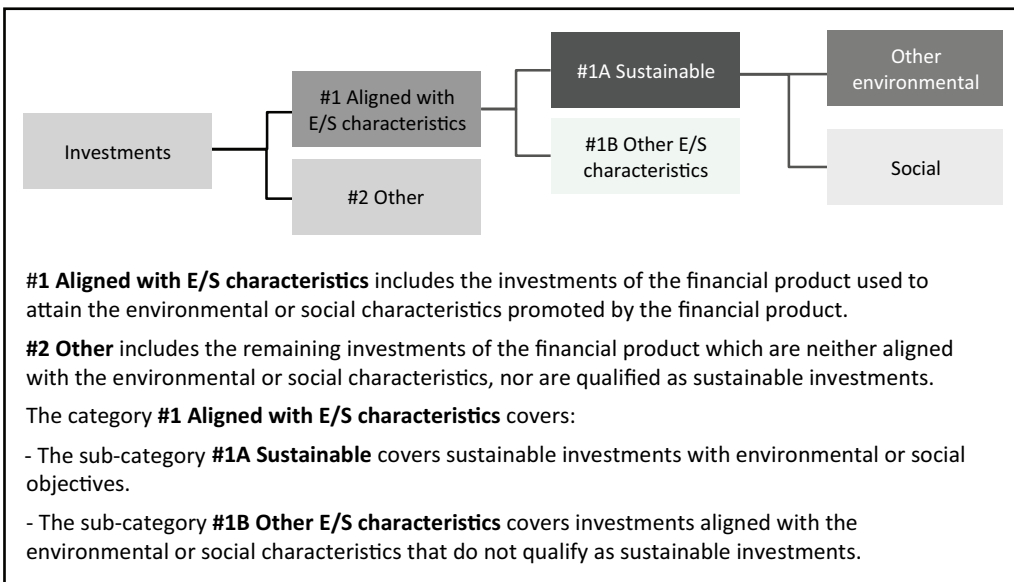 Investments
#1 Aligned with
E/S characteristics
#2 Other
#1A Sustainable
#1B Other E/S
characteristics
Other
environmental
Social
#1 Aligned with E/S characteristics includes the investments of the financial product used to
attain the environmental or social characteristics promoted by the financial product.
#2 Other includes the remaining investments of the financial product which are neither aligned
with the environmental or social characteristics, nor are qualified as sustainable investments.
The category #1 Aligned with E/S characteristics covers:
- The sub-category #1A Sustainable covers sustainable investments with environmental or social
objectives.
- The sub-category #1B Other E/S characteristics covers investments aligned with the
environmental or social characteristics that do not qualify as sustainable investments.